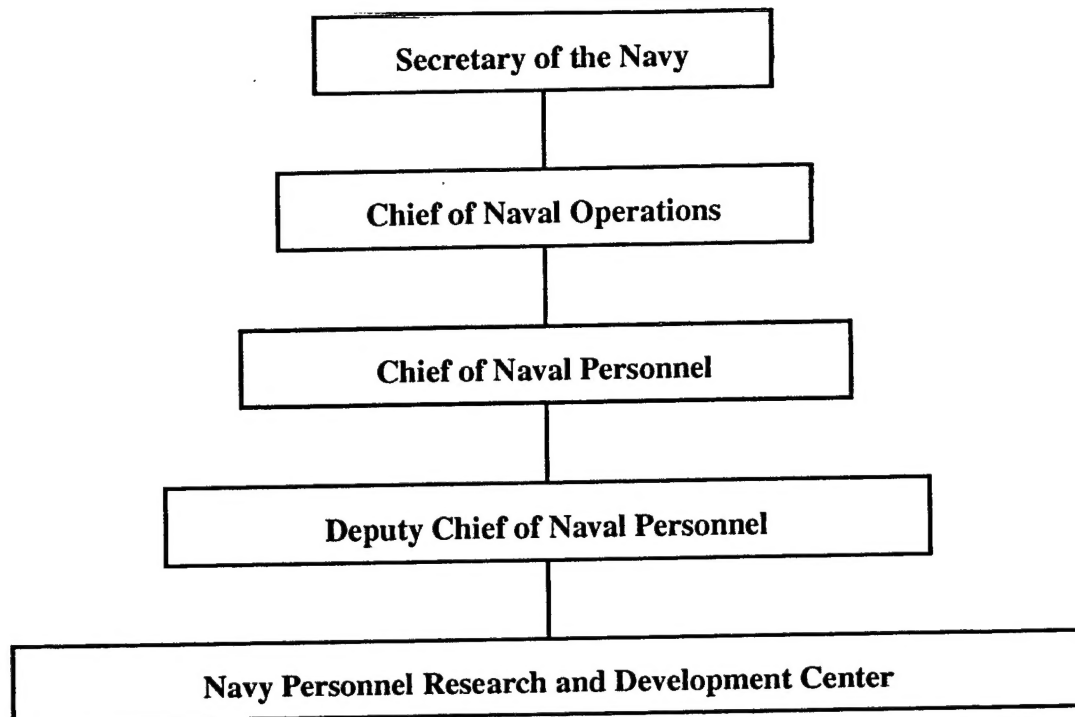 Secretary of the Navy
Chief of Naval Operations
Chief of Naval Personnel
Deputy Chief of Naval Personnel
Navy Personnel Research and Development Center